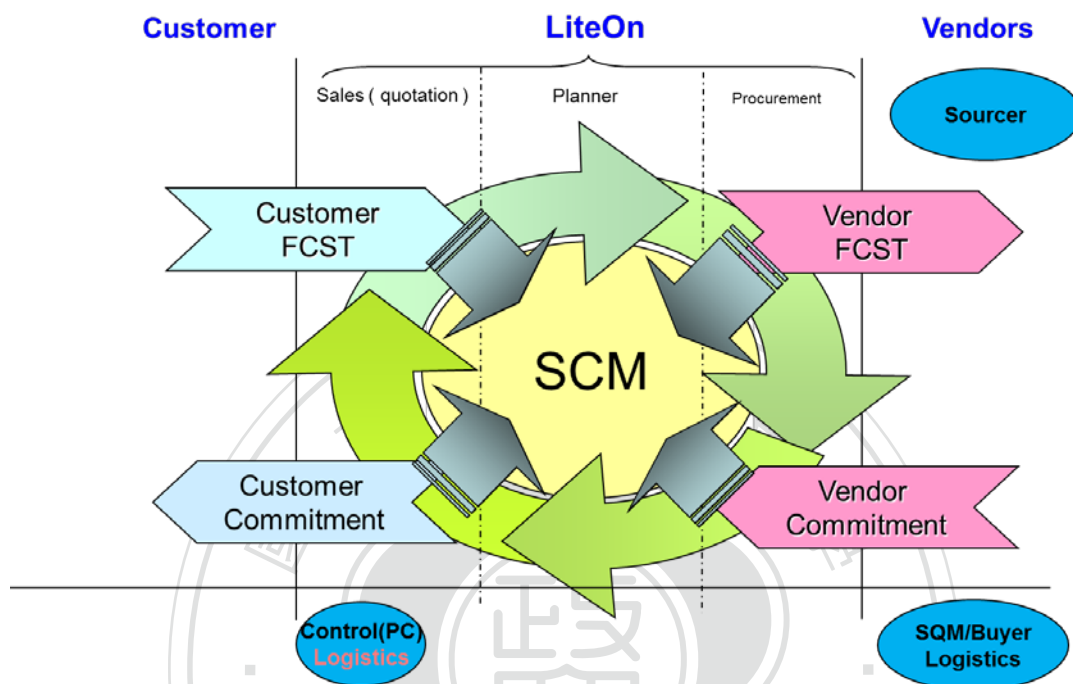 Customer
LiteOn
Vendors
Sales ( quotation )
Planner
Procurement
Sourcer
Customer
FCST
Vendor
FCST
SCM
Customer
Commitment
Vendor
Commitment
Control(PC)
Logistics
SQM/Buyer
Logistics
政